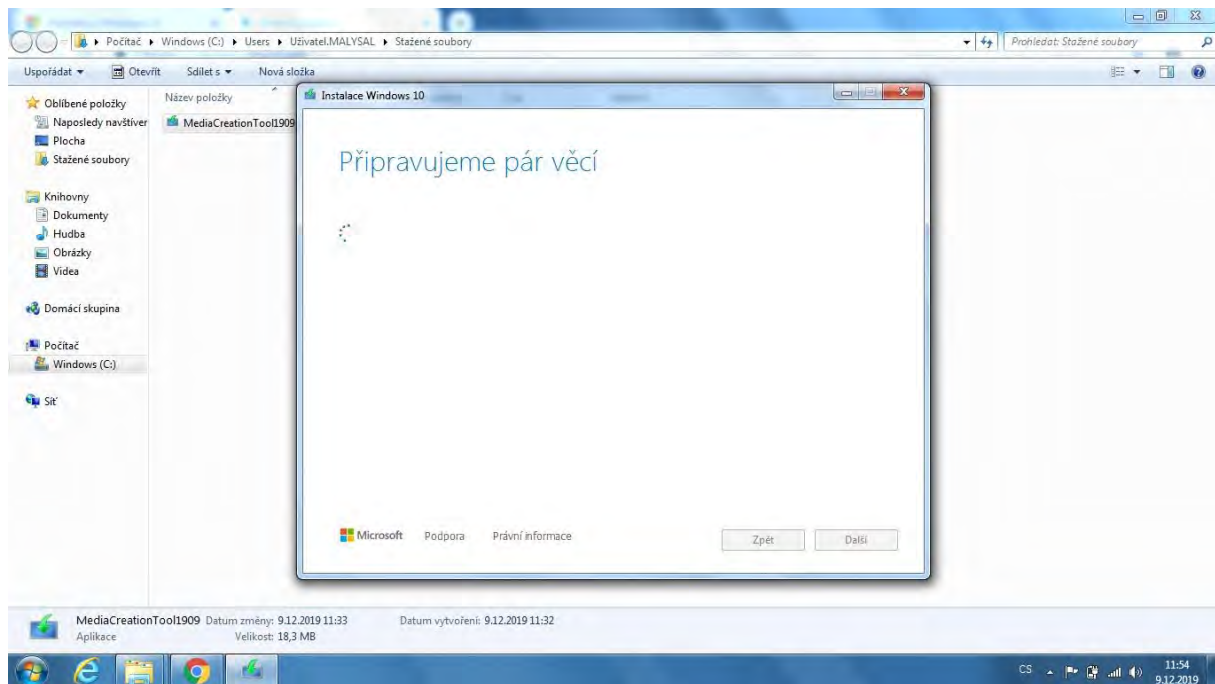 Počítač ▸ Windows (C:) ▸ Users ▸ Uživatel.MALYSAL ▸ Stažené soubory
Prohledat: Stažené soubory
Uspořádat Otevřít Sdílet s Nová složka
Oblíbené položky
Naposledy navštíver
Plocha
Stažené soubory
Knihovny
Dokumenty
Hudba
Obrázky
Videa
Domácí skupina
Počítač
Windows (C:)
Síť
Název položky
MediaCreationTool1909
Instalace Windows 10
Připravujeme pár věcí
Microsoft Podpora Právní informace
Zpět Další
MediaCreationTool1909 Datum změny: 9.12.2019 11:33 Datum vytvoření: 9.12.2019 11:32
Aplikace Velikost: 18,3 MB
CS 11:54
9.12.2019